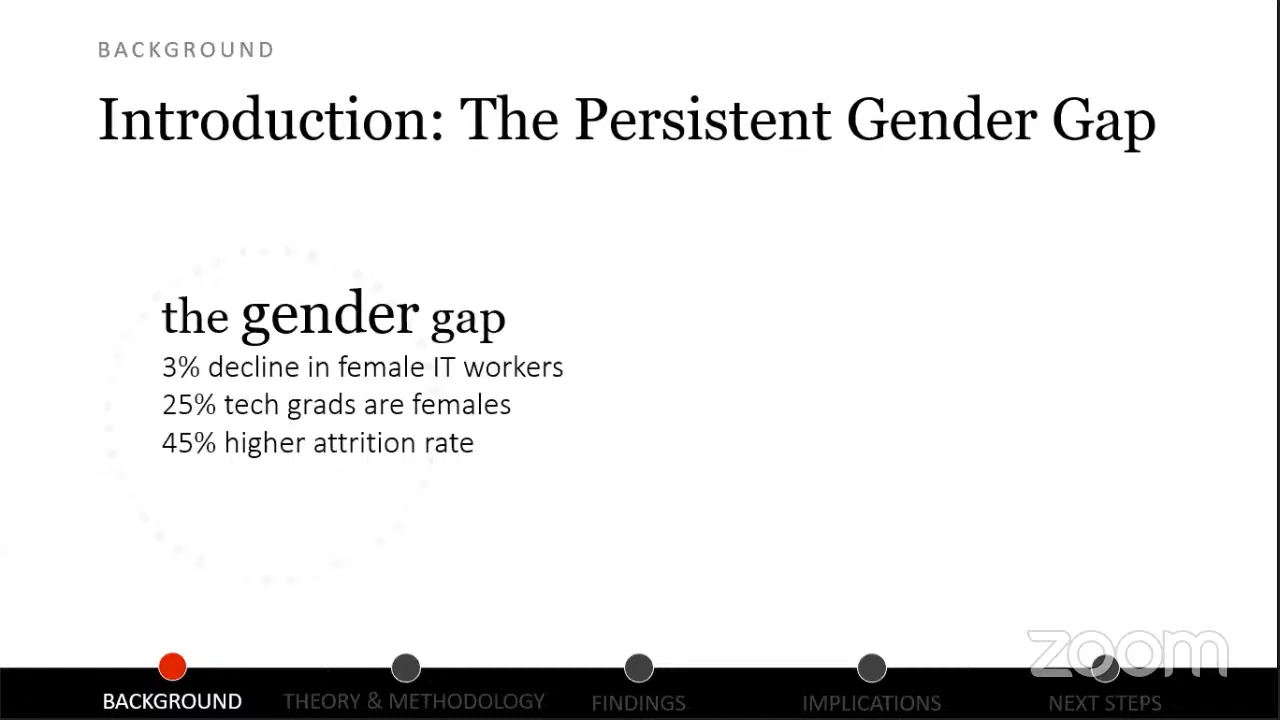 BACKGROUND
Introduction: The Persistent Gender Gap
the gender gap
3% decline in female IT workers
25% tech grads are females
45% higher attrition rate
zoom
BACKGROUND
THEORY & METHODOLOGY
FINDINGS
IMPLICATIONS
NEXT STEPS